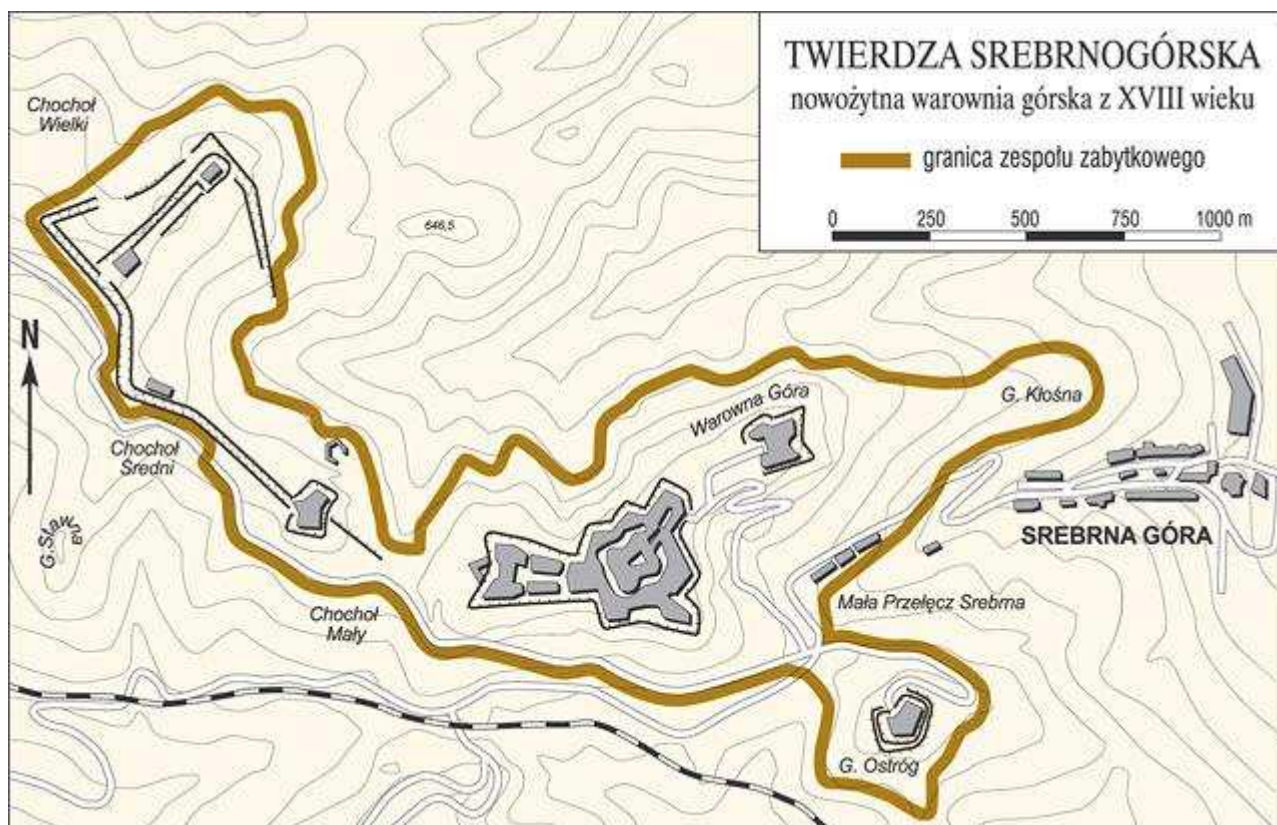 TWIERDZA SREBRNOGÓRSKA
nowożytna warownia górska z XVIII wieku
granica zespołu zabytkowego
0 250 500 750 1000 m
Chochoł
Wielki
646,5
N
Warowna Góra
G. Kłośna
Chochoł
Średni
G.Sławna
SREBRNA GÓRA
Chochoł
Mały
Mała Przełęcz Srebrna
G. Ostróg